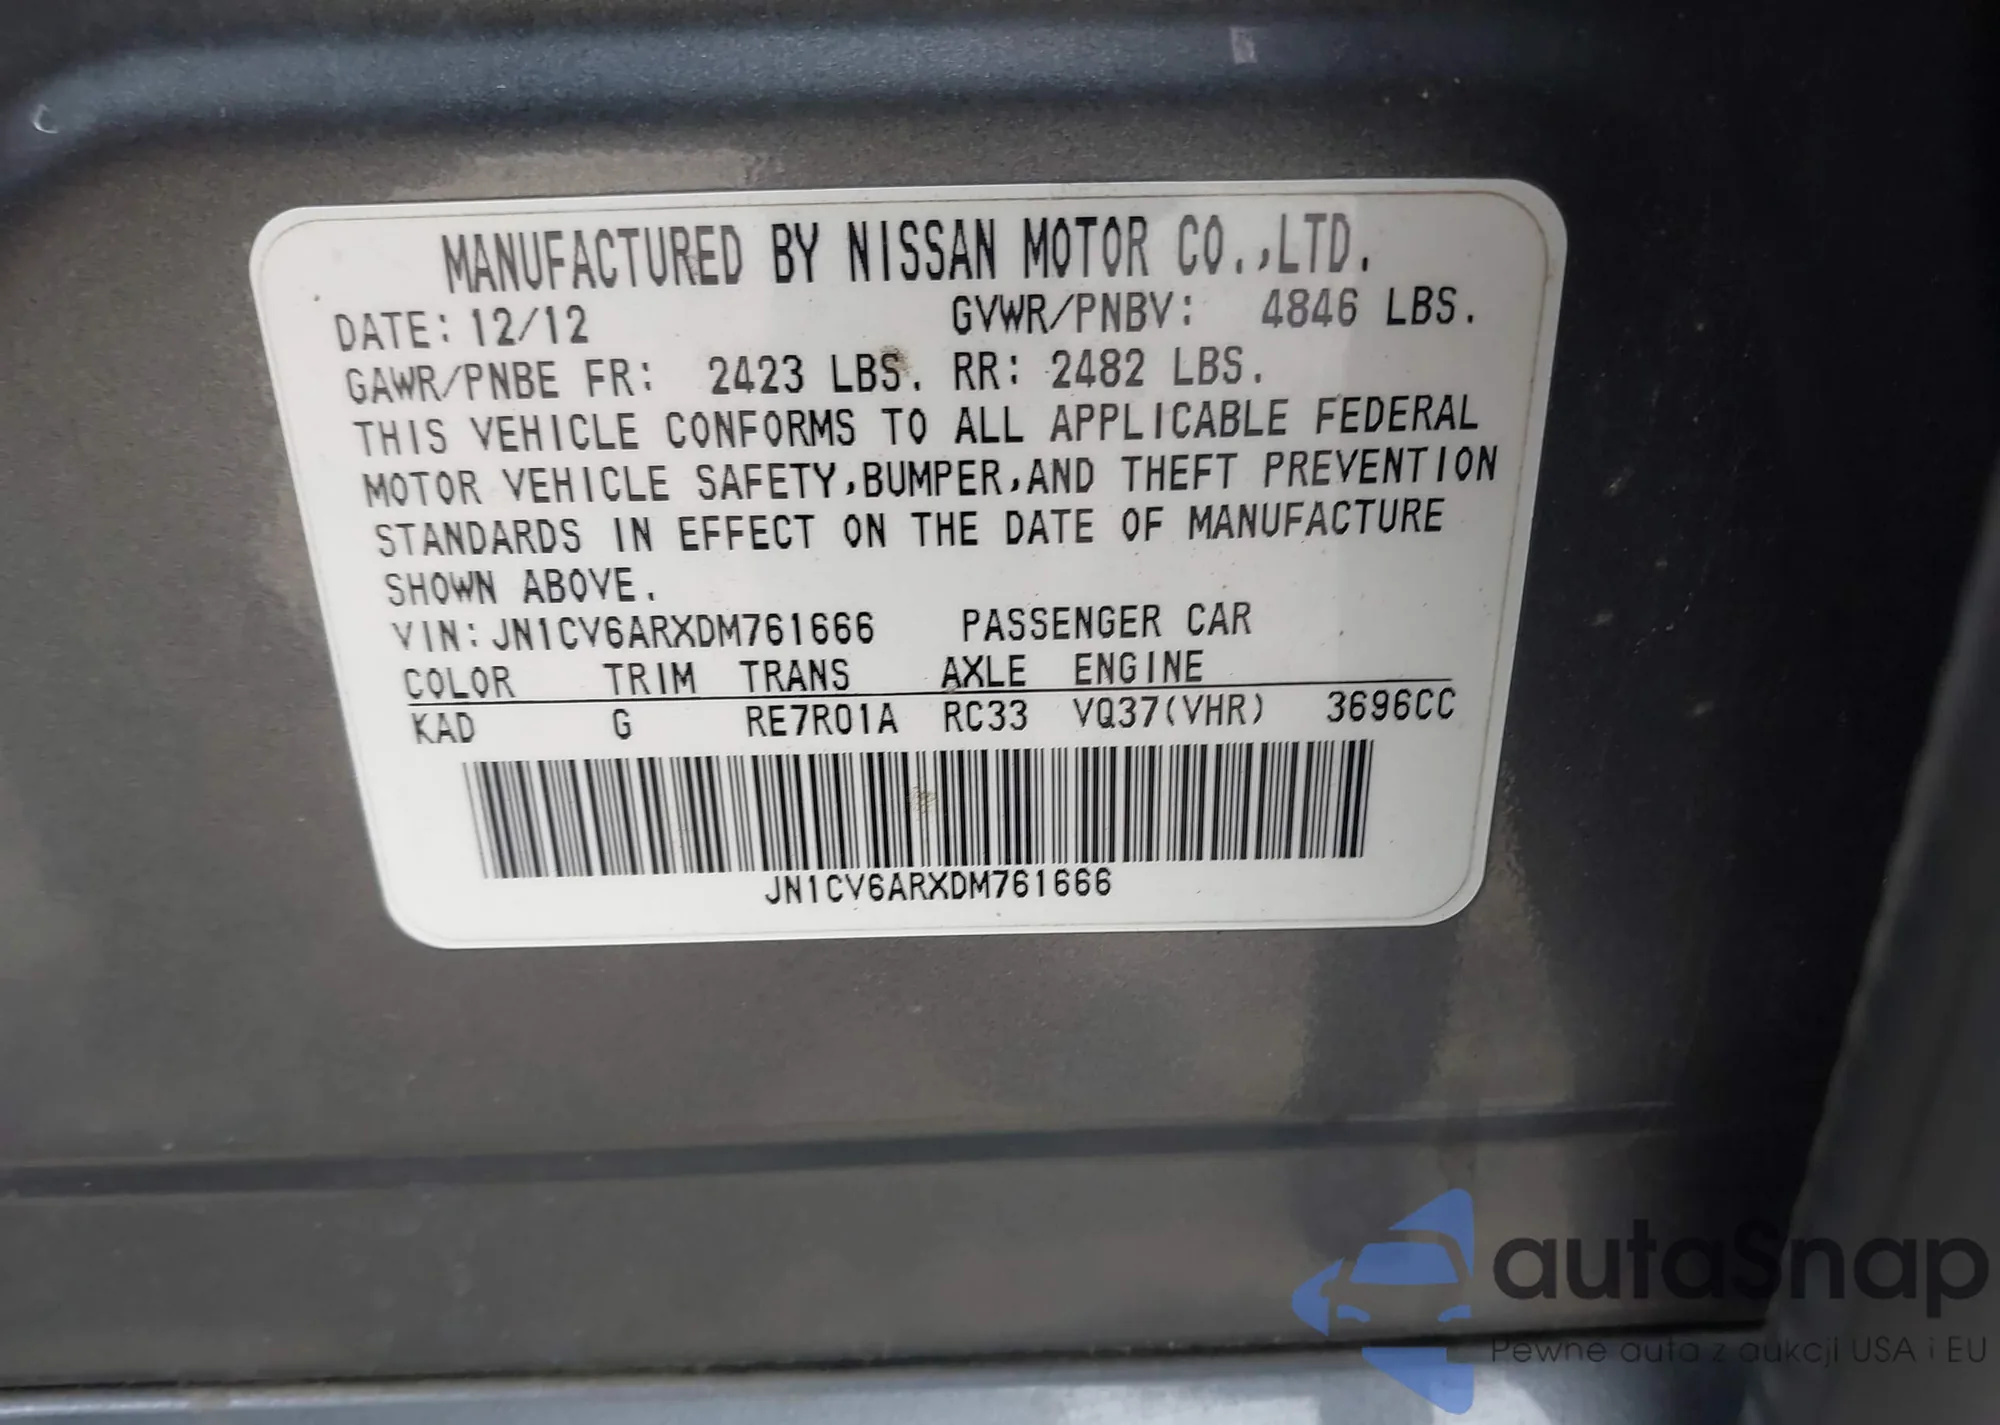 MANUFACTURED BY NISSAN MOTOR CO.,LTD.
DATE: 12/12 GVWR/PNBV: 4846 LBS.
GAWR/PNBE FR: 2423 LBS. RR: 2482 LBS.
THIS VEHICLE CONFORMS TO ALL APPLICABLE FEDERAL
MOTOR VEHICLE SAFETY,BUMPER,AND THEFT PREVENTION
STANDARDS IN EFFECT ON THE DATE OF MANUFACTURE
SHOWN ABOVE.
VIN: JN1CV6ARXDM761666 PASSENGER CAR
COLOR TRIM TRANS AXLE ENGINE
KAD G RE7R01A RC33 VQ37(VHR) 3696CC
JN1CV6ARXDM761666
autaSnap
Pewne auta z aukcji USA i EU